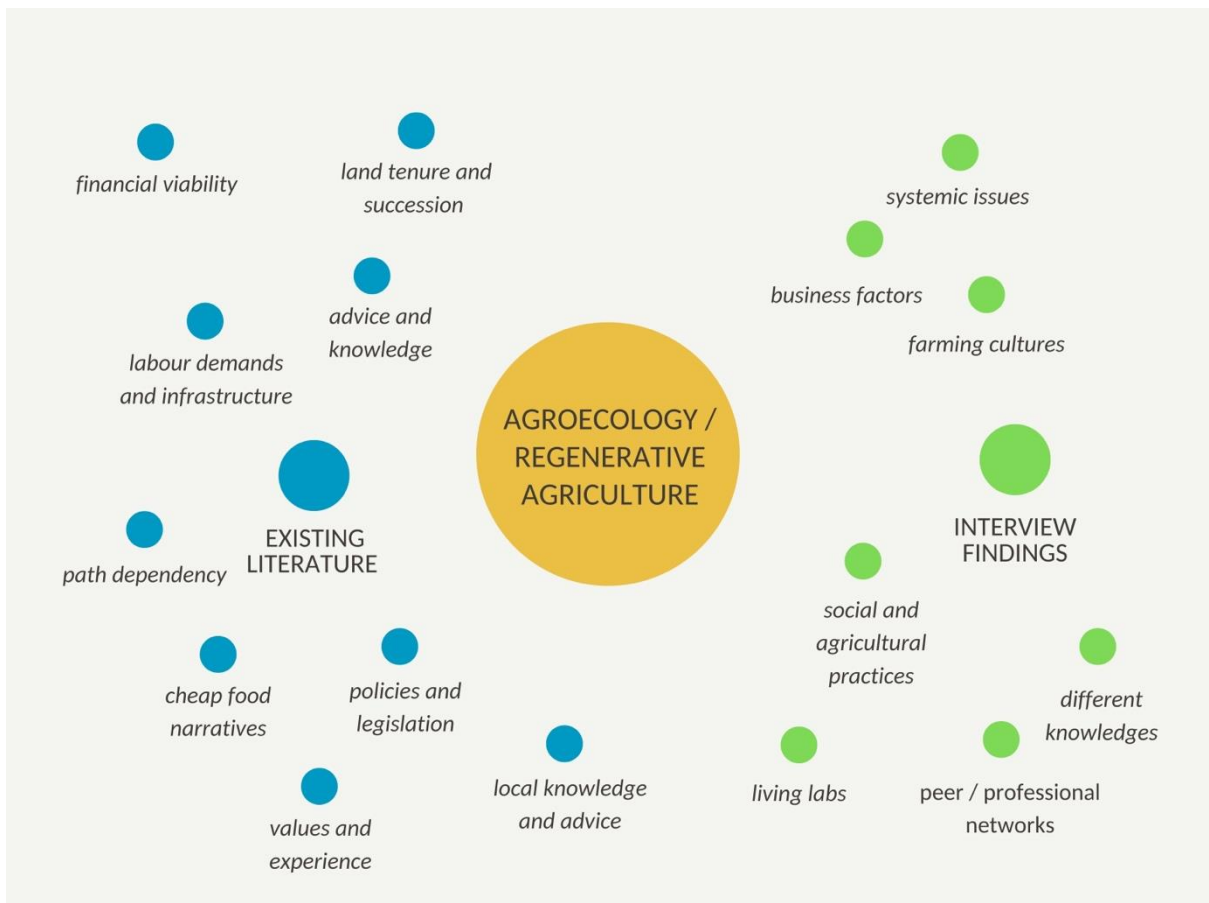 financial viability
land tenure and
succession
advice and
knowledge
labour demands
and infrastructure
EXISTING
LITERATURE
path dependency
cheap food
narratives
policies and
legislation
values and
experience
local knowledge
and advice
AGROECOLOGY /
REGENERATIVE
AGRICULTURE
systemic issues
business factors
farming cultures
INTERVIEW
FINDINGS
social and
agricultural
practices
different
knowledges
living labs
peer / professional
networks